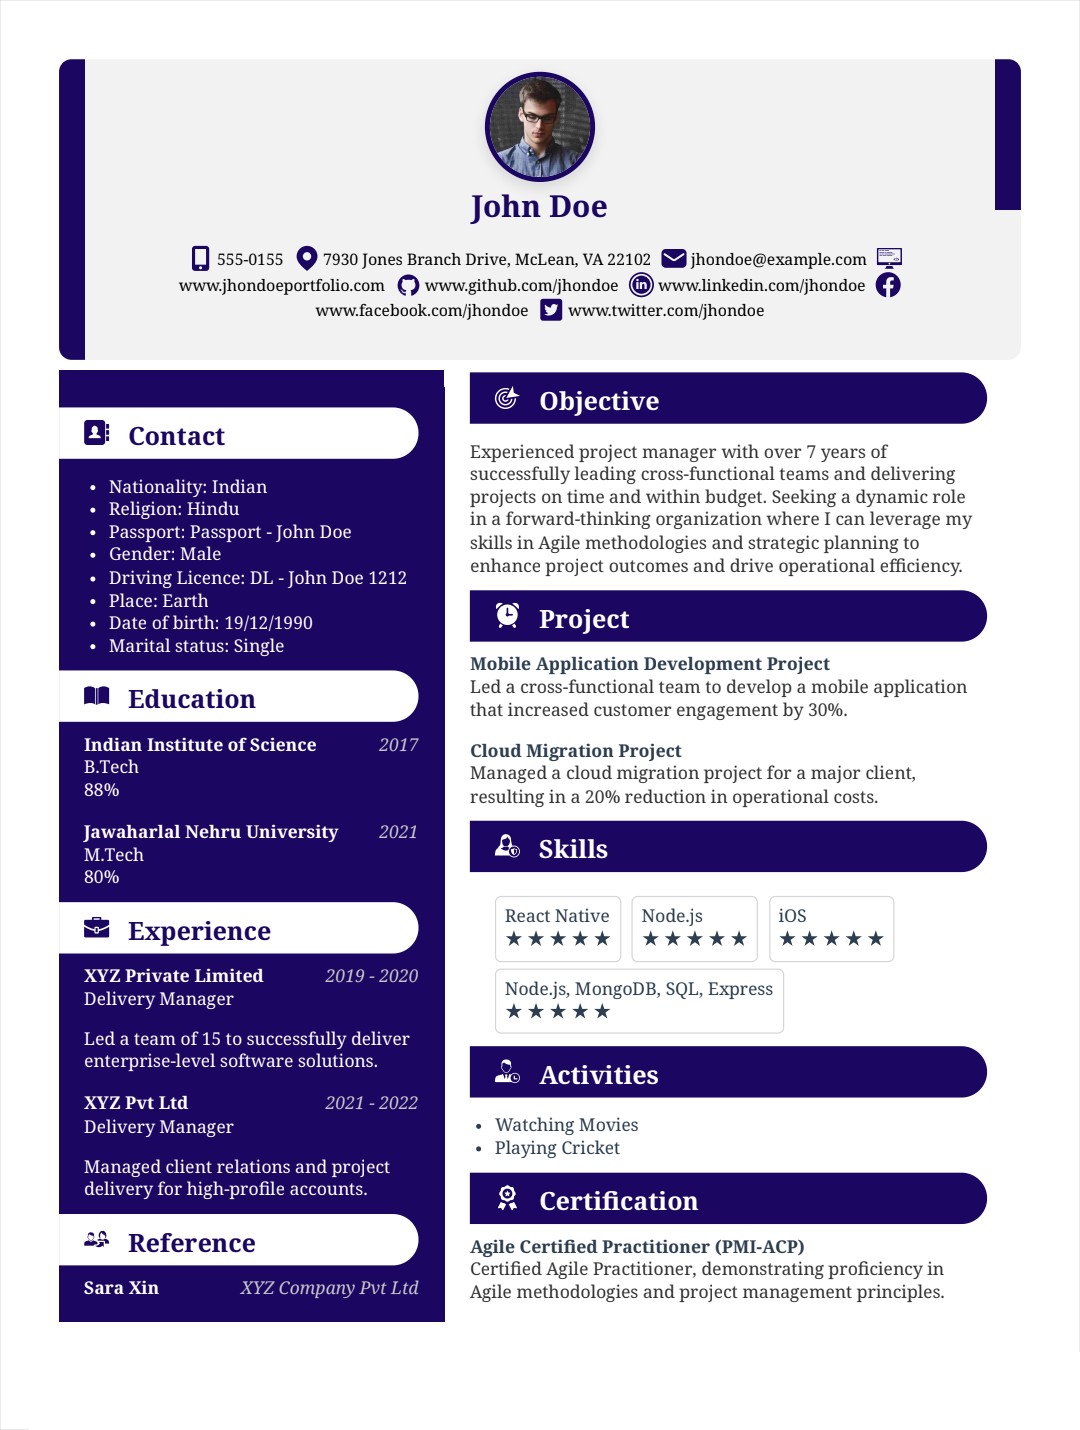 John Doe
555-0155 7930 Jones Branch Drive, McLean, VA 22102 jhondoe@example.com
www.jhondoeportfolio.com www.github.com/jhondoe www.linkedin.com/jhondoe
www.facebook.com/jhondoe www.twitter.com/jhondoe
Contact
• Nationality: Indian
• Religion: Hindu
• Passport: Passport - John Doe
• Gender: Male
• Driving Licence: DL - John Doe 1212
• Place: Earth
• Date of birth: 19/12/1990
• Marital status: Single
Education
Indian Institute of Science 2017
B.Tech
88%
Jawaharlal Nehru University 2021
M.Tech
80%
Experience
XYZ Private Limited 2019 - 2020
Delivery Manager
Led a team of 15 to successfully deliver
enterprise-level software solutions.
XYZ Pvt Ltd 2021 - 2022
Delivery Manager
Managed client relations and project
delivery for high-profile accounts.
Reference
Sara Xin XYZ Company Pvt Ltd
Objective
Experienced project manager with over 7 years of
successfully leading cross-functional teams and delivering
projects on time and within budget. Seeking a dynamic role
in a forward-thinking organization where I can leverage my
skills in Agile methodologies and strategic planning to
enhance project outcomes and drive operational efficiency.
Project
Mobile Application Development Project
Led a cross-functional team to develop a mobile application
that increased customer engagement by 30%.
Cloud Migration Project
Managed a cloud migration project for a major client,
resulting in a 20% reduction in operational costs.
Skills
React Native Node.js iOS
★★★★★ ★★★★★ ★★★★★
Node.js, MongoDB, SQL, Express
★★★★★
Activities
• Watching Movies
• Playing Cricket
Certification
Agile Certified Practitioner (PMI-ACP)
Certified Agile Practitioner, demonstrating proficiency in
Agile methodologies and project management principles.